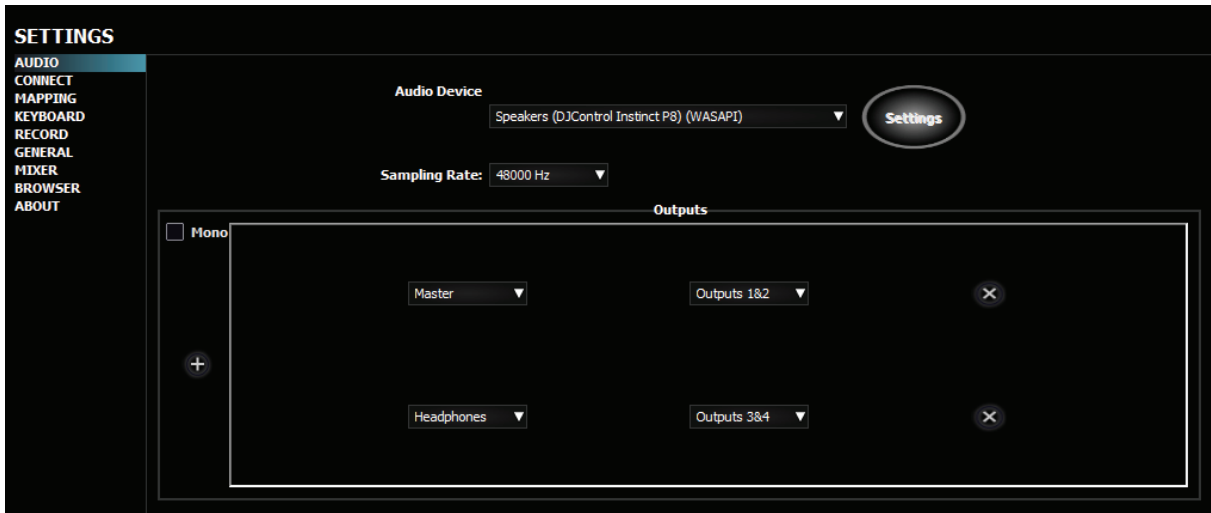 SETTINGS
AUDIO
CONNECT
MAPPING
KEYBOARD
RECORD
GENERAL
MIXER
BROWSER
ABOUT
Audio Device
Speakers (DJControl Instinct P8) (WASAPI)
Settings
Sampling Rate: 48000 Hz
Outputs
Mono
Master Outputs 1&2
Headphones Outputs 3&4